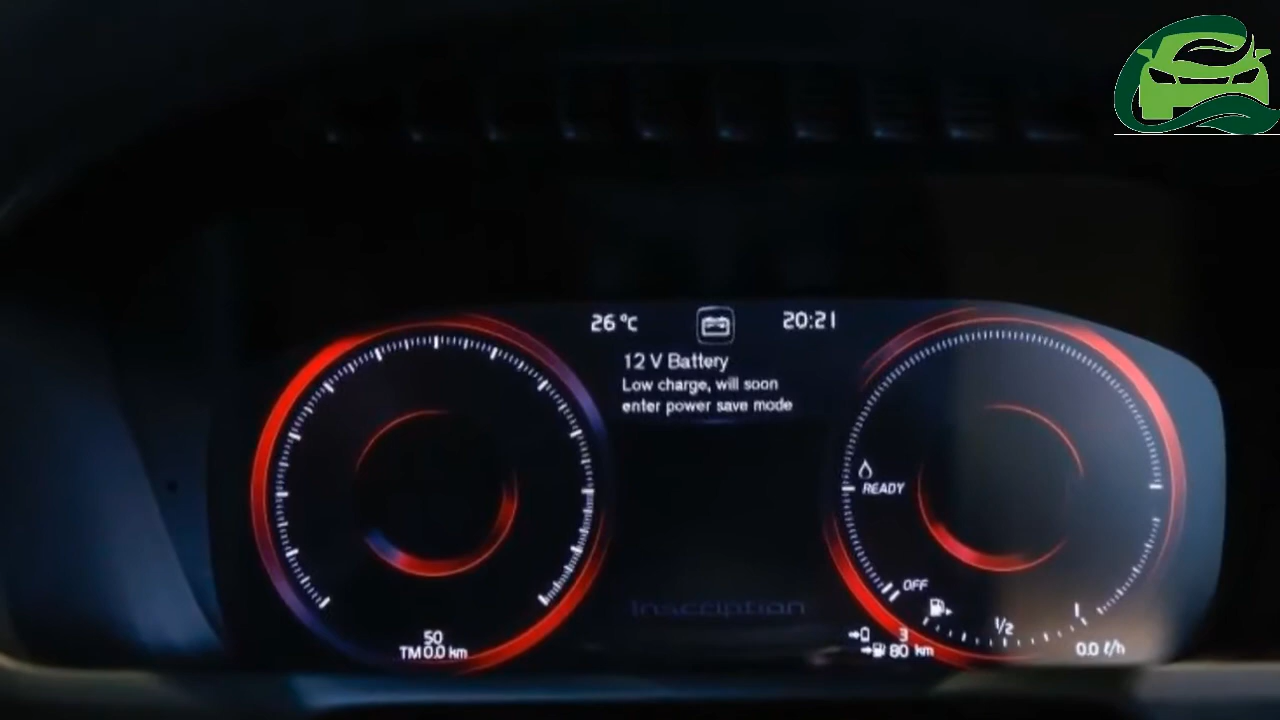 26 °C
20:21
12 V Battery
Low charge, will soon
enter power save mode
READY
OFF
Inscription
1/2
50
TM 0.0 km
3
80 km
0.0 ℓ/h